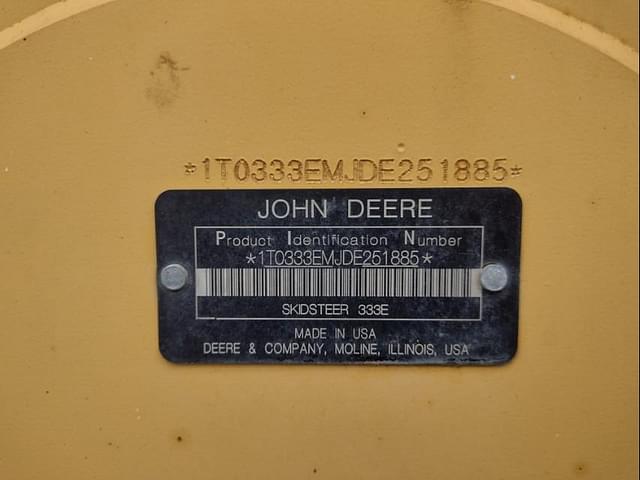 *1T0333EMJDE251885*
JOHN DEERE
Product Identification Number
*1T0333EMJDE251885*
SKIDSTEER 333E
MADE IN USA
DEERE & COMPANY, MOLINE, ILLINOIS, USA